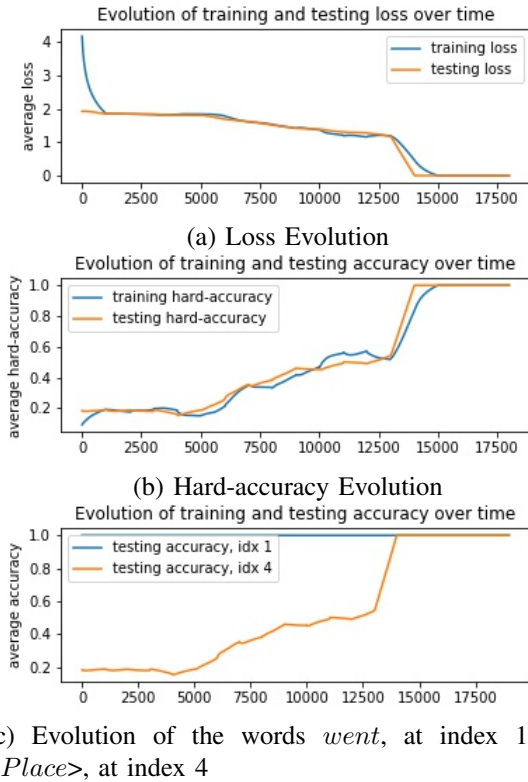 Evolution of training and testing loss over time
4
3
2
1
0
average loss
training loss
testing loss
0 2500 5000 7500 10000 12500 15000 17500
(a) Loss Evolution
Evolution of training and testing accuracy over time
1.0
0.8
0.6
0.4
0.2
average hard-accuracy
training hard-accuracy
testing hard-accuracy
0 2500 5000 7500 10000 12500 15000 17500
(b) Hard-accuracy Evolution
Evolution of training and testing accuracy over time
1.0
0.8
0.6
0.4
0.2
average accuracy
testing accuracy, idx 1
testing accuracy, idx 4
0 2500 5000 7500 10000 12500 15000 17500
c) Evolution of the words went, at index 1
Place>, at index 4